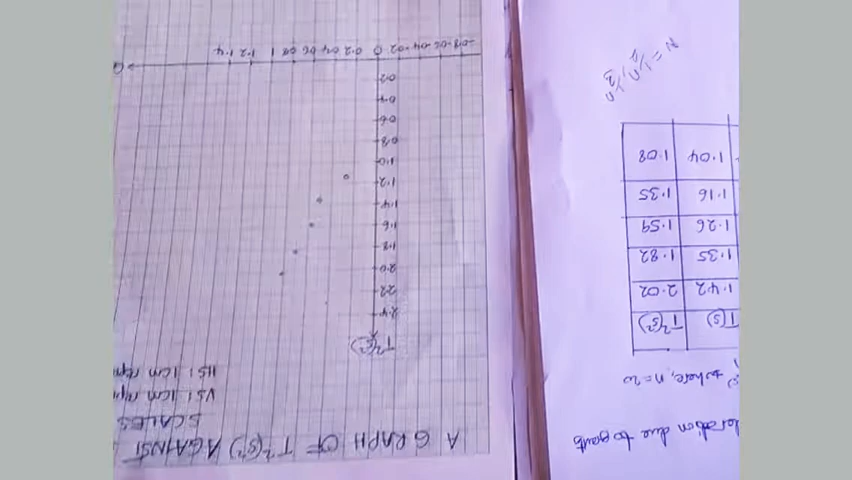 A GRAPH OF T²(s²) AGAINST
SCALES
VS: 1cm repr
HS: 1cm repr
T²(s²)
2.4
2.2
2.0
1.8
1.6
1.4
1.2
1.0
0.8
0.6
0.4
0.2
-0.8 -0.6 -0.4 -0.2 0 0.2 0.4 0.6 0.8 1 1.2 1.4
due to gravity
where, n=20
T(s) T²(s²)
1.42 2.02
1.35 1.82
1.26 1.59
1.16 1.35
1.04 1.08